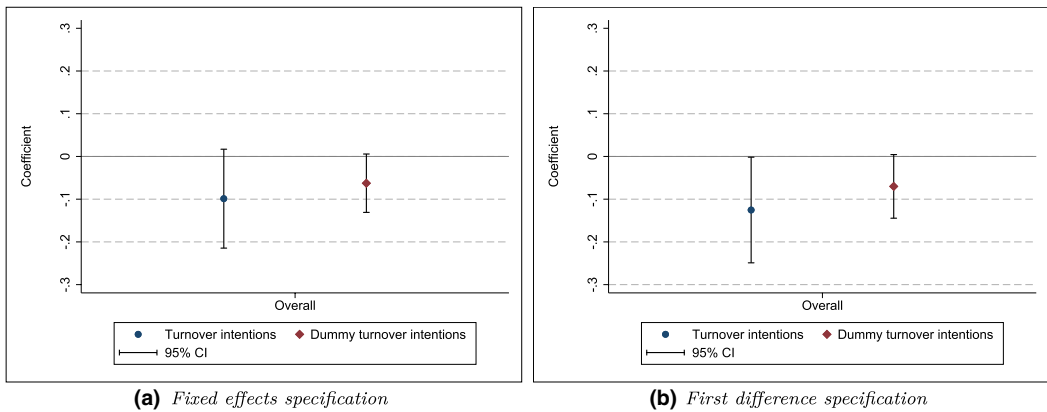 .3
.2
.1
0
-.1
-.2
-.3
Coefficient
Overall
Turnover intentions
Dummy turnover intentions
95% CI
(a) Fixed effects specification
.3
.2
.1
0
-.1
-.2
-.3
Coefficient
Overall
Turnover intentions
Dummy turnover intentions
95% CI
(b) First difference specification